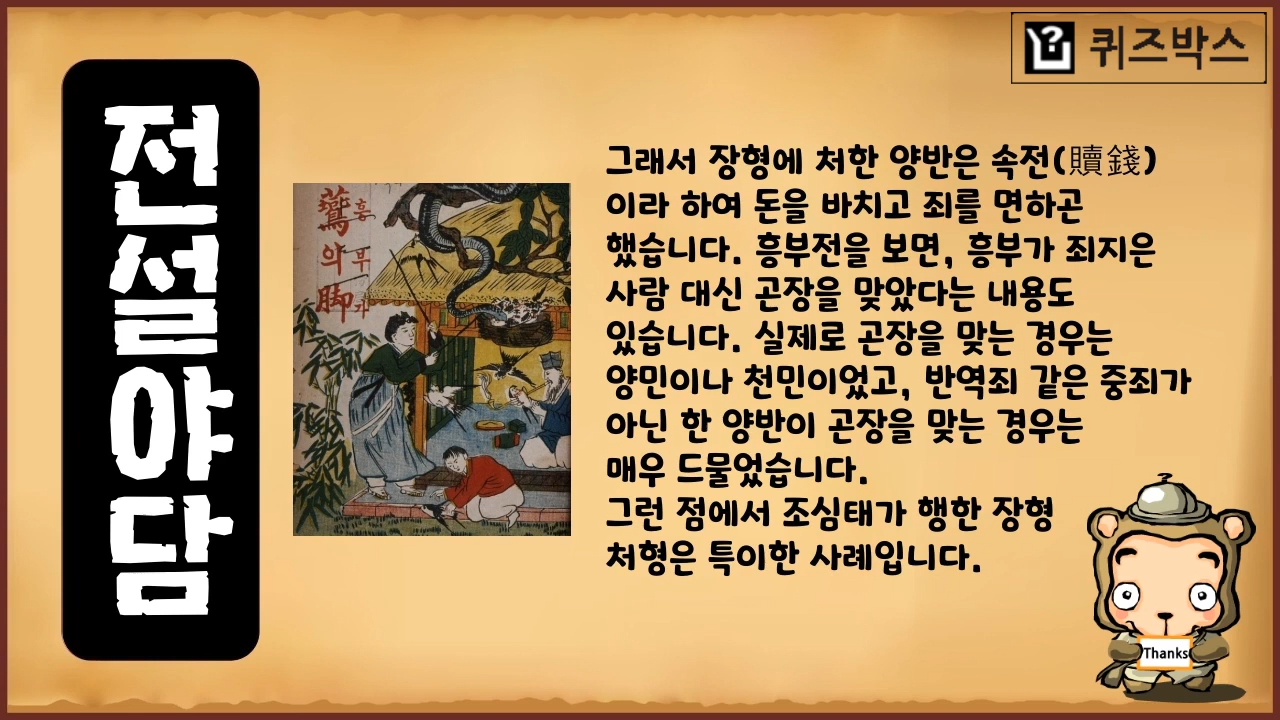 퀴즈박스
전설야담
鷰의脚
흥부가
그래서 장형에 처한 양반은 속전(贖錢)
이라 하여 돈을 바치고 죄를 면하곤
했습니다. 흥부전을 보면, 흥부가 죄지은
사람 대신 곤장을 맞았다는 내용도
있습니다. 실제로 곤장을 맞는 경우는
양민이나 천민이었고, 반역죄 같은 중죄가
아닌 한 양반이 곤장을 맞는 경우는
매우 드물었습니다.
그런 점에서 조심태가 행한 장형
처형은 특이한 사례입니다.
Thanks